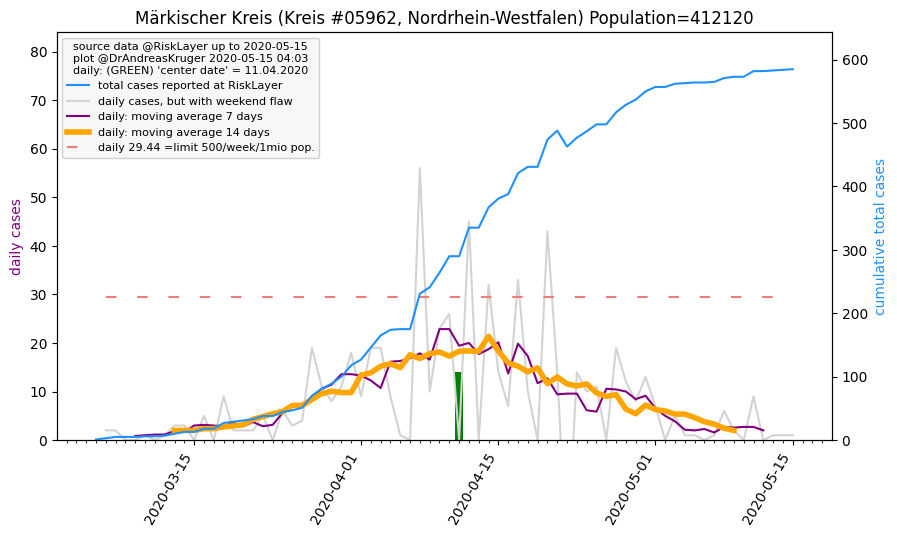 Märkischer Kreis (Kreis #05962, Nordrhein-Westfalen) Population=412120
source data @RiskLayer up to 2020-05-15
plot @DrAndreasKruger 2020-05-15 04:03
daily: (GREEN) 'center date' = 11.04.2020
total cases reported at RiskLayer
daily cases, but with weekend flaw
daily: moving average 7 days
daily: moving average 14 days
daily 29.44 =limit 500/week/1mio pop.
daily cases
80
70
60
50
40
30
20
10
0
cumulative total cases
600
500
400
300
200
100
0
2020-03-15
2020-04-01
2020-04-15
2020-05-01
2020-05-15